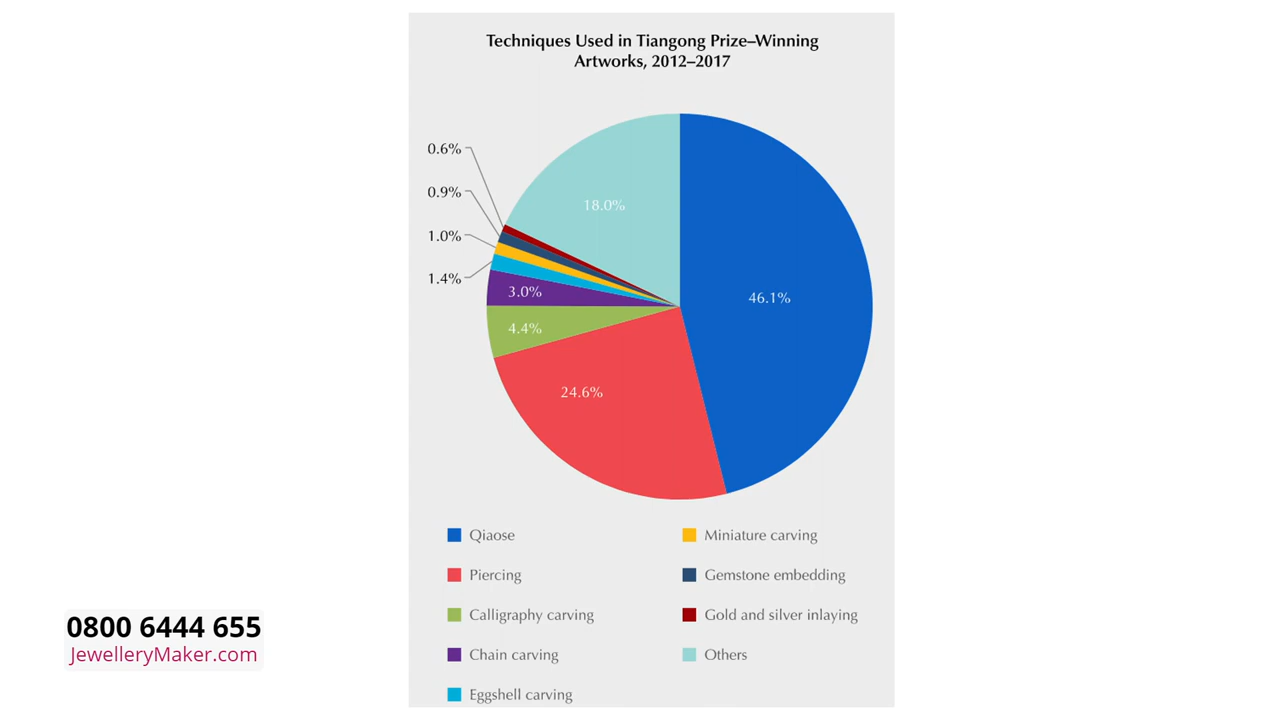 Techniques Used in Tiangong Prize–Winning
Artworks, 2012–2017
0.6%
0.9%
1.0%
1.4%
18.0%
3.0%
4.4%
24.6%
46.1%
Qiaose
Piercing
Calligraphy carving
Chain carving
Eggshell carving
Miniature carving
Gemstone embedding
Gold and silver inlaying
Others
0800 6444 655
JewelleryMaker.com